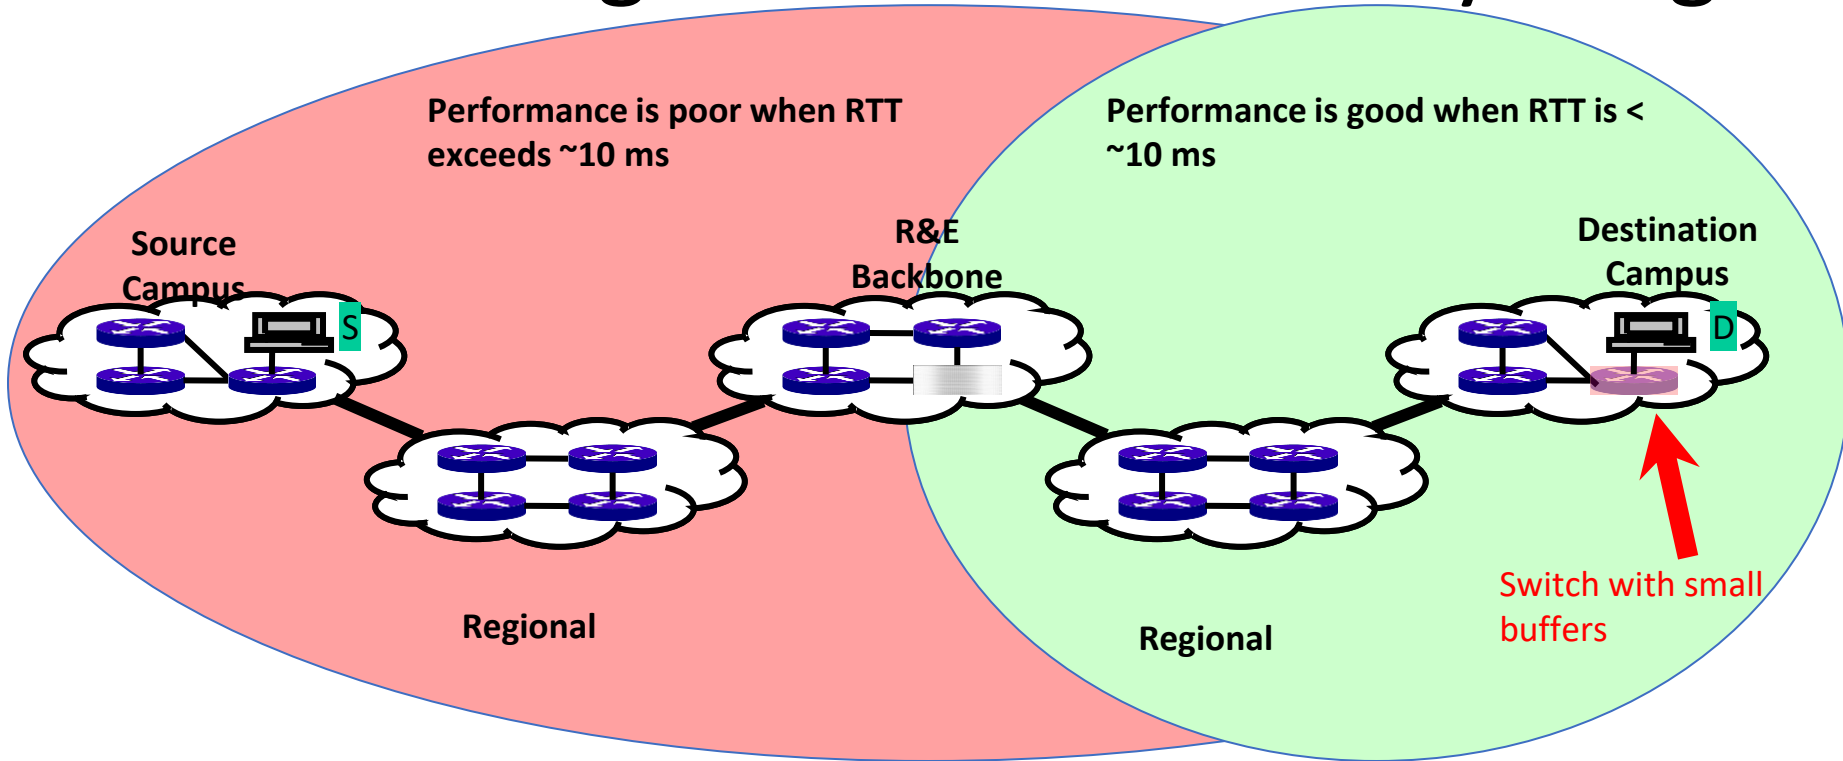 Performance is poor when RTT
exceeds ~10 ms
Performance is good when RTT is <
~10 ms
Source
Campus
R&E
Backbone
Destination
Campus
S
D
Switch with small
buffers
Regional
Regional